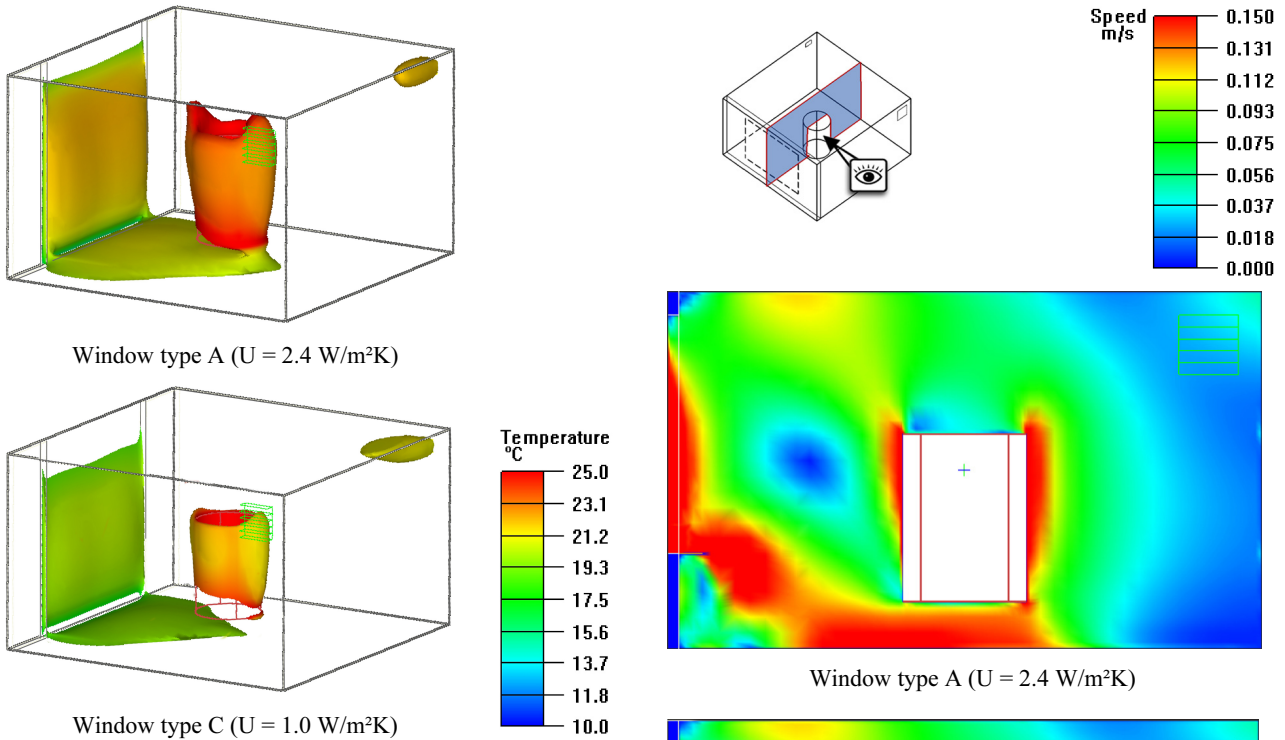 Window type A (U = 2.4 W/m²K)
Temperature
ºC
25.0
23.1
21.2
19.3
17.5
15.6
13.7
11.8
10.0
Window type C (U = 1.0 W/m²K)
Speed
m/s
0.150
0.131
0.112
0.093
0.075
0.056
0.037
0.018
0.000
Window type A (U = 2.4 W/m²K)